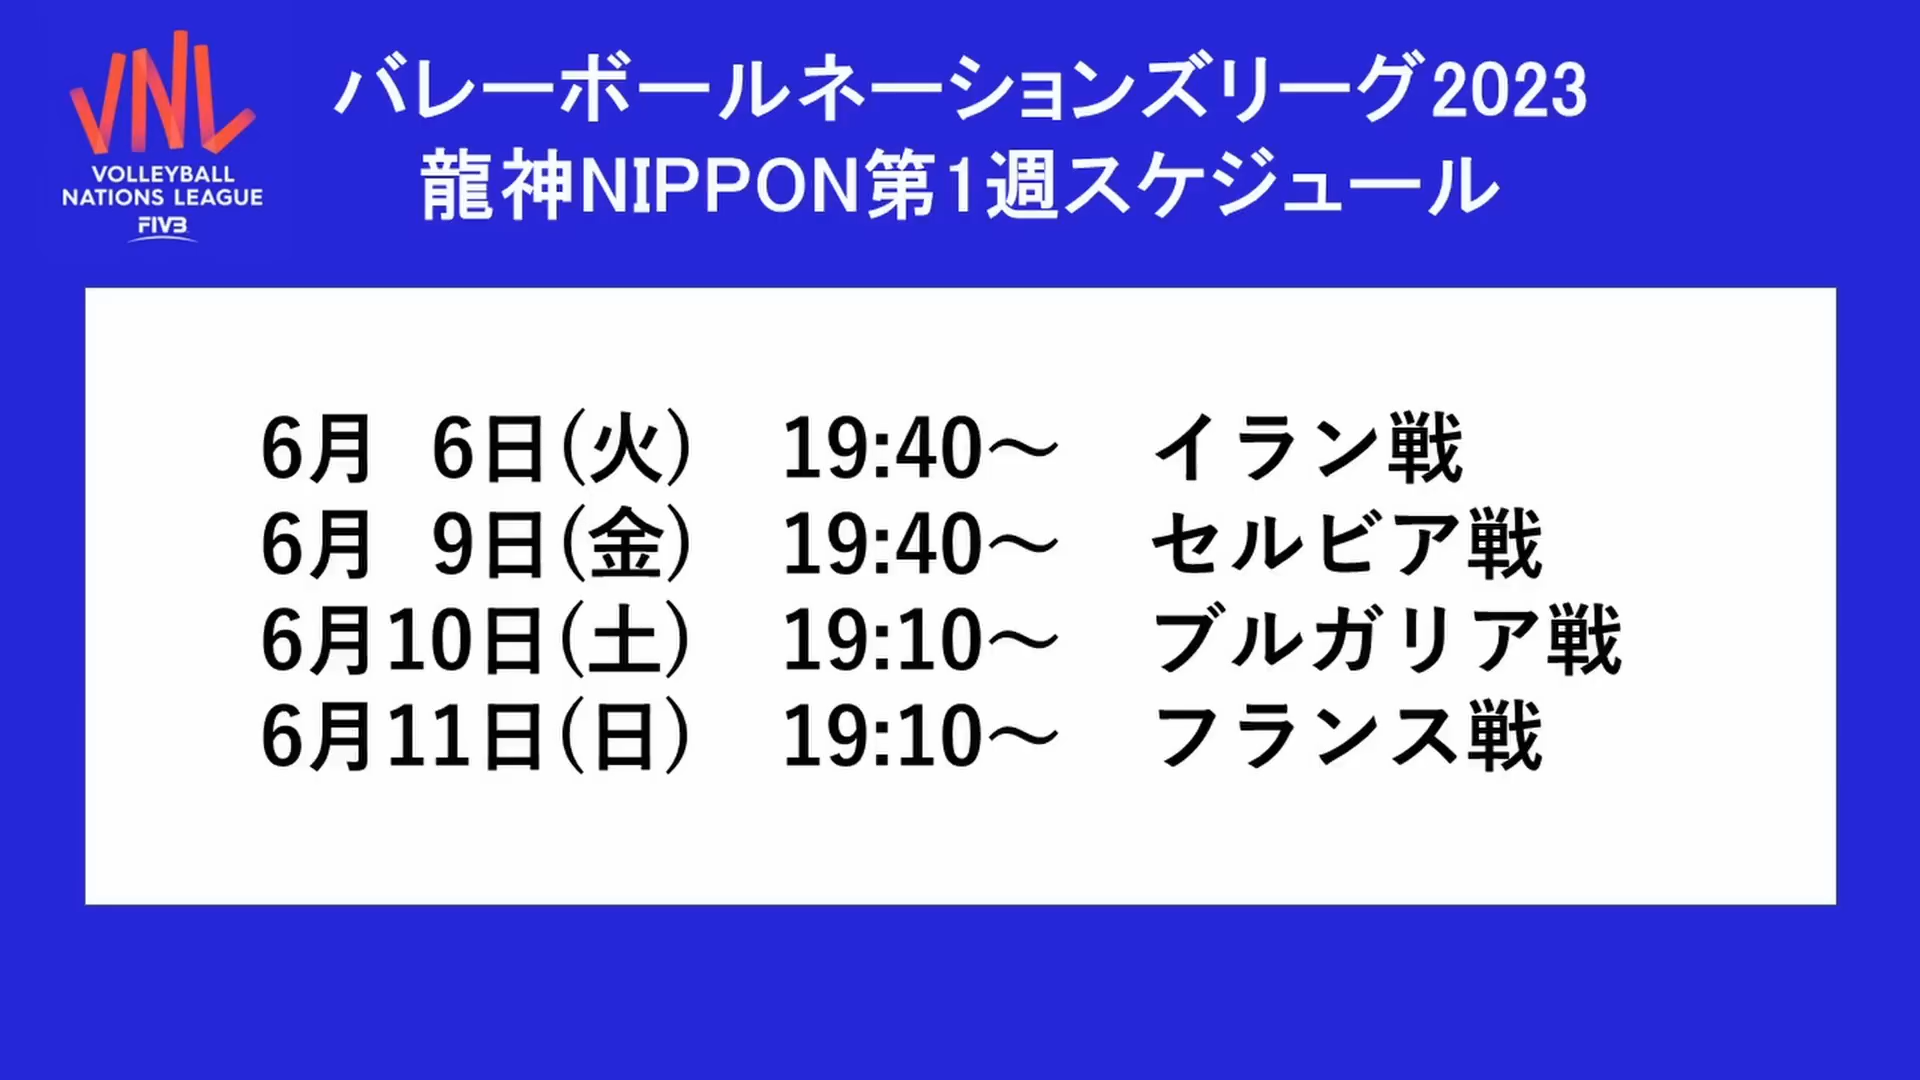 VNL
VOLLEYBALL
NATIONS LEAGUE
FIVB
バレーボールネーションズリーグ2023
龍神NIPPON第1週スケジュール
6月 6日(火) 19:40～ イラン戦
6月 9日(金) 19:40～ セルビア戦
6月10日(土) 19:10～ ブルガリア戦
6月11日(日) 19:10～ フランス戦